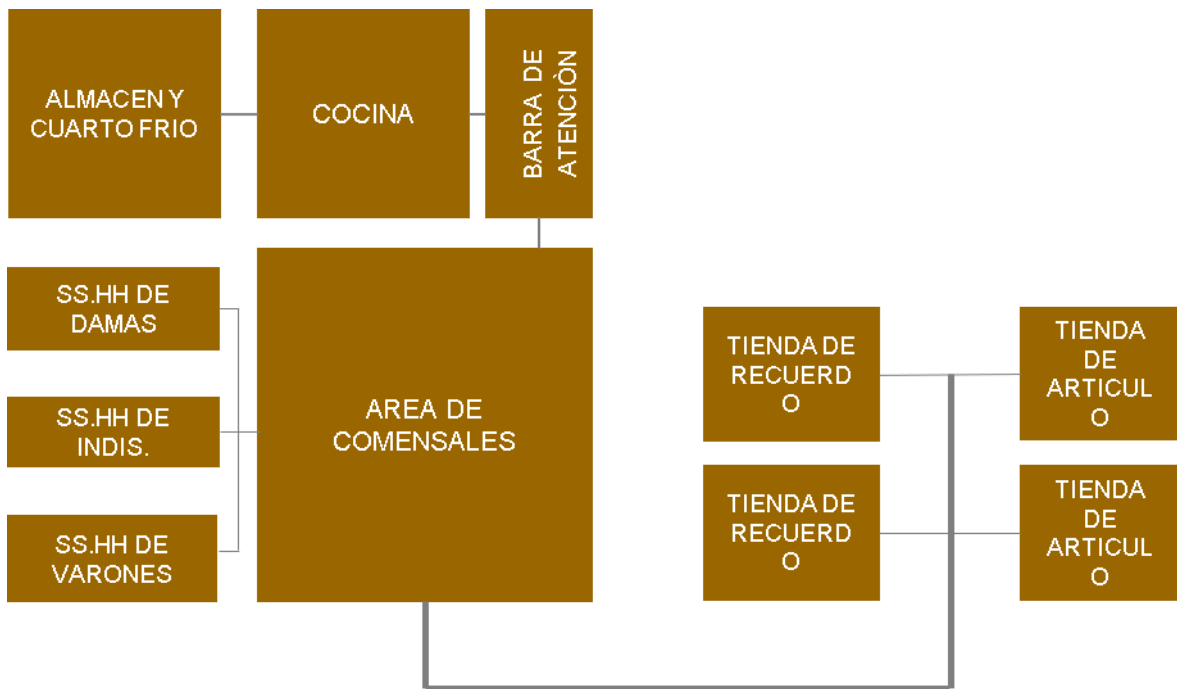 ALMACEN Y
CUARTO FRIO
COCINA
BARRA DE
ATENCIÒN
SS.HH DE
DAMAS
SS.HH DE
INDIS.
SS.HH DE
VARONES
AREA DE
COMENSALES
TIENDA DE
RECUERD
O
TIENDA
DE
ARTICUL
O
TIENDA DE
RECUERD
O
TIENDA
DE
ARTICUL
O